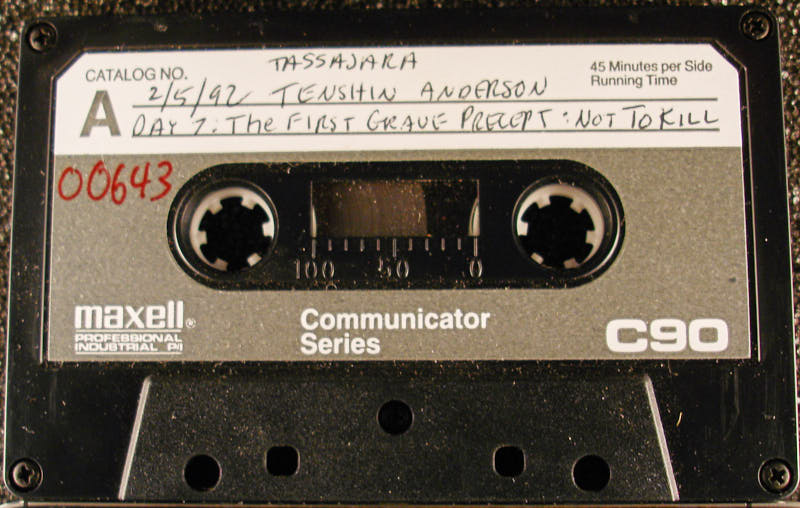 TASSAJARA
CATALOG NO.
45 Minutes per Side
Running Time
A
2/5/92 TENSHIN ANDERSON
DAY 7: The FIRST GRAVE PRECEPT: NOT TO KILL
00643
100 50 0
maxell®
PROFESSIONAL
INDUSTRIAL P/I
Communicator
Series
C90